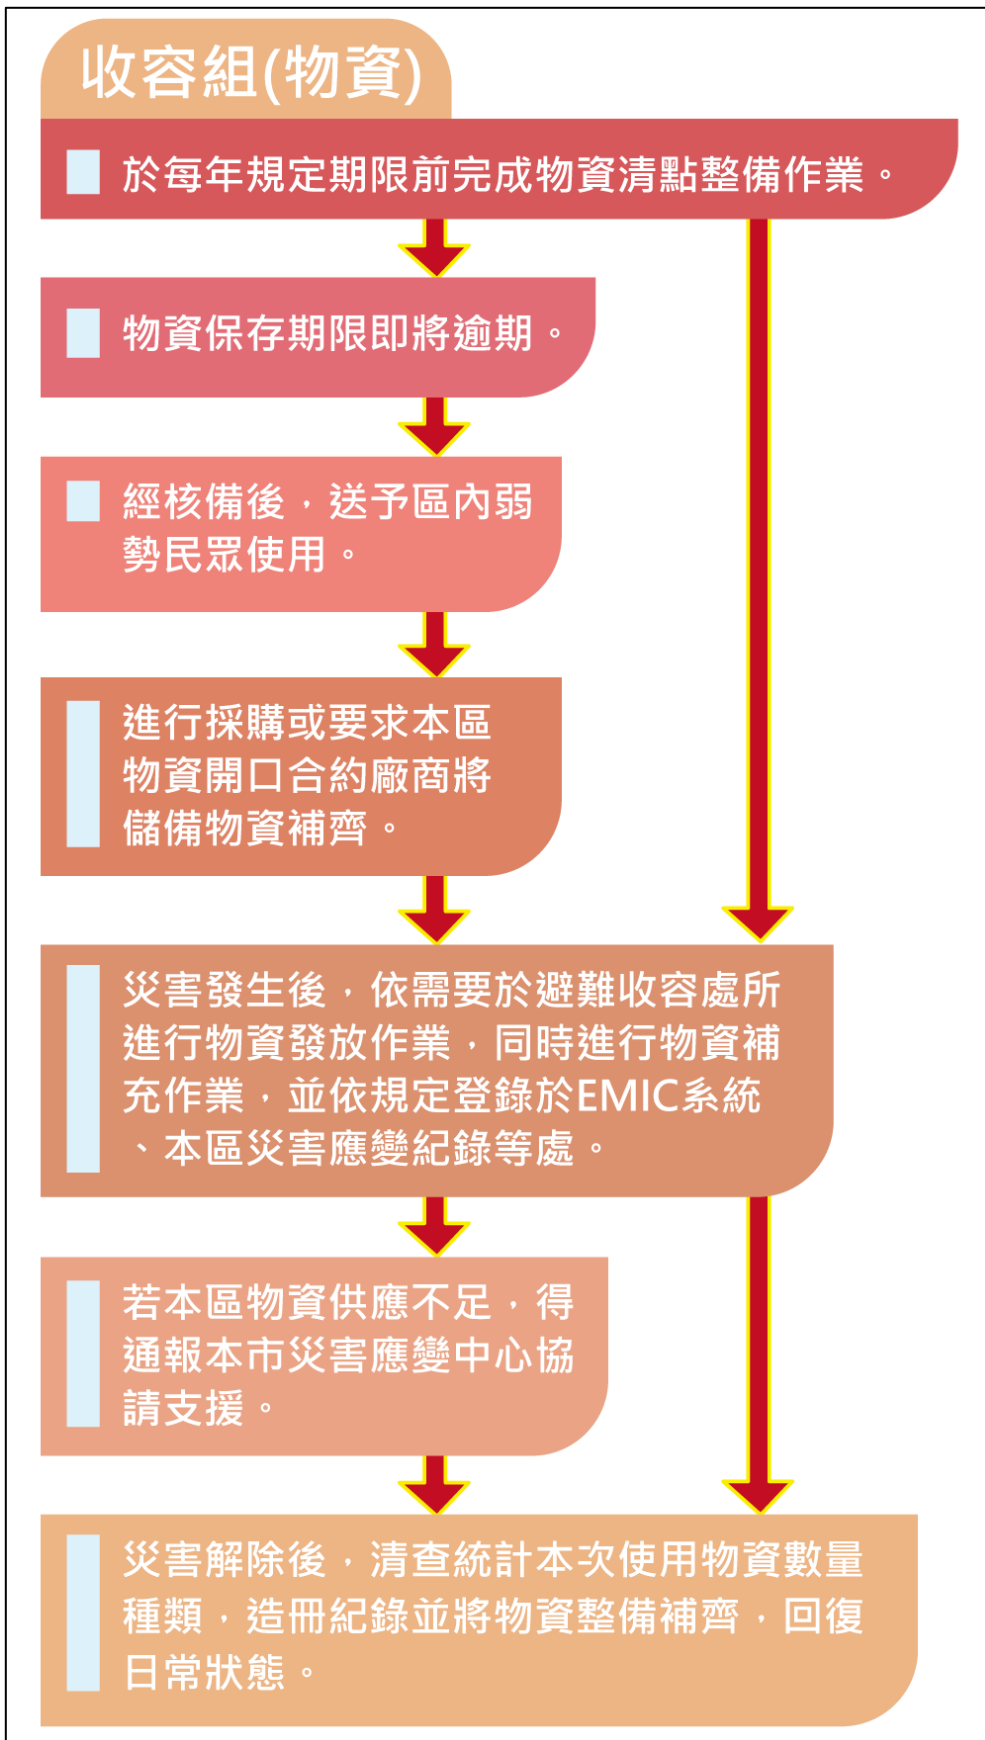 收容組(物資)
於每年規定期限前完成物資清點整備作業。
物資保存期限即將逾期。
經核備後，送予區內弱
勢民眾使用。
進行採購或要求本區
物資開口合約廠商將
儲備物資補齊。
災害發生後，依需要於避難收容處所
進行物資發放作業，同時進行物資補
充作業，並依規定登錄於EMIC系統
、本區災害應變紀錄等處。
若本區物資供應不足，得
通報本市災害應變中心協
請支援。
災害解除後，清查統計本次使用物資數量
種類，造冊紀錄並將物資整備補齊，回復
日常狀態。